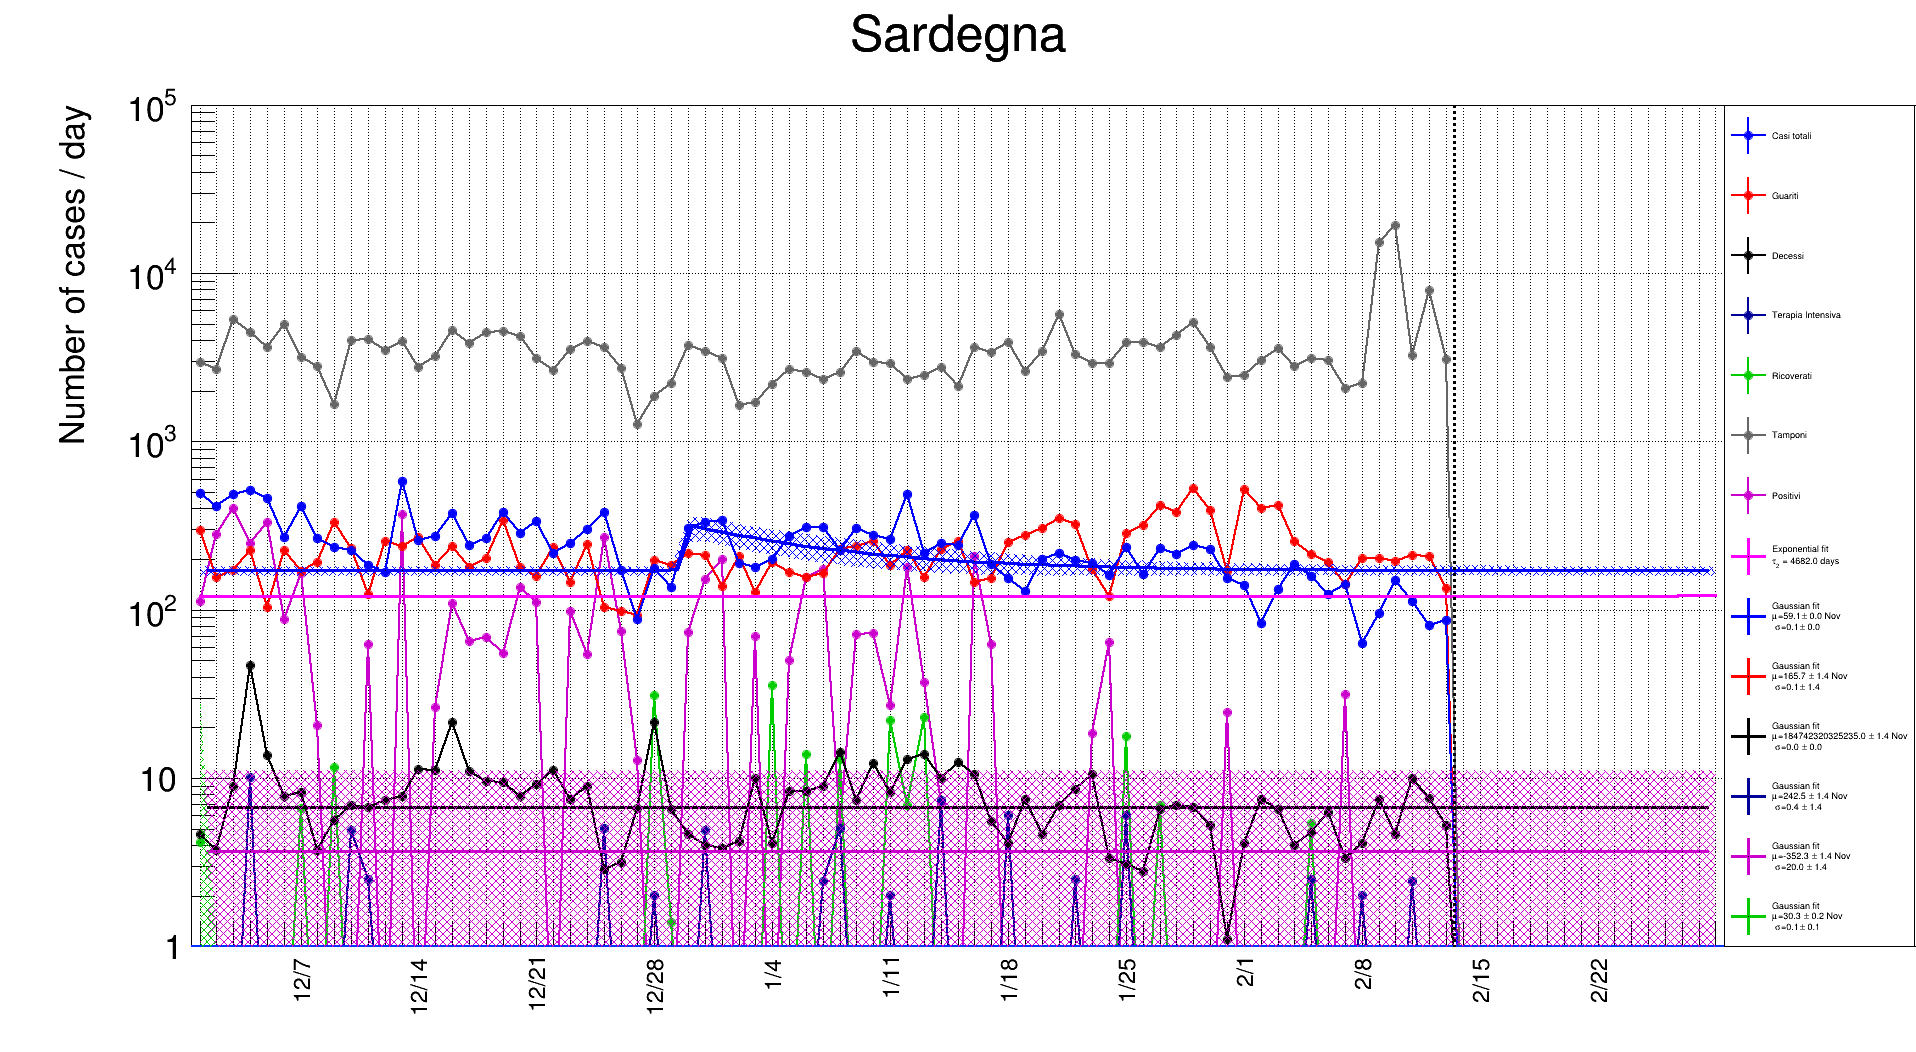 Sardegna
Number of cases / day
10^5
10^4
10^3
10^2
10
1
12/7
12/14
12/21
12/28
1/4
1/11
1/18
1/25
2/1
2/8
2/15
2/22
Casi totali
Guariti
Decessi
Terapia Intensiva
Ricoverati
Tamponi
Positivi
Exponential fit
τ_2 = 4682.0 days
Gaussian fit
μ=59.1± 0.0 Nov
σ=0.1± 0.0
Gaussian fit
μ=165.7 ± 1.4 Nov
σ=0.1± 1.4
Gaussian fit
μ=184742320325235.0 ± 1.4 Nov
σ=0.0 ± 0.0
Gaussian fit
μ=242.5 ± 1.4 Nov
σ=0.4 ± 1.4
Gaussian fit
μ=-352.3 ± 1.4 Nov
σ=20.0 ± 1.4
Gaussian fit
μ=30.3 ± 0.2 Nov
σ=0.1 ± 0.1